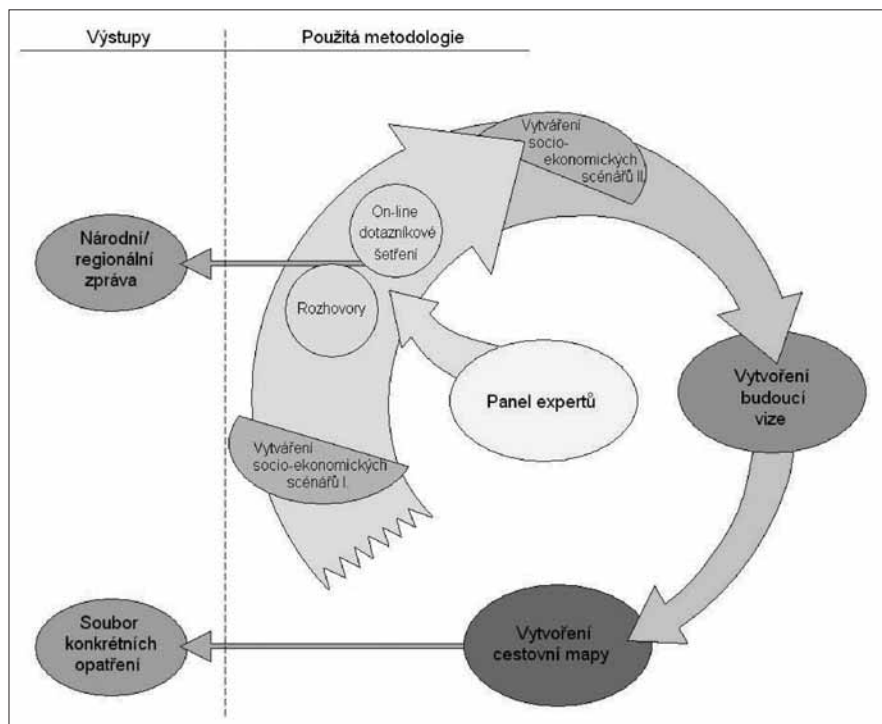 Výstupy
Použitá metodologie
Vytváření
socio-
ekonomických
scénářů II.
On-line
dotazníkové
šetření
Národní/
regionální
zpráva
Rozhovory
Panel expertů
Vytvoření
budoucí
vize
Vytváření
socio-ekonomických
scénářů I.
Soubor
konkrétních
opatření
Vytvoření
cestovní mapy